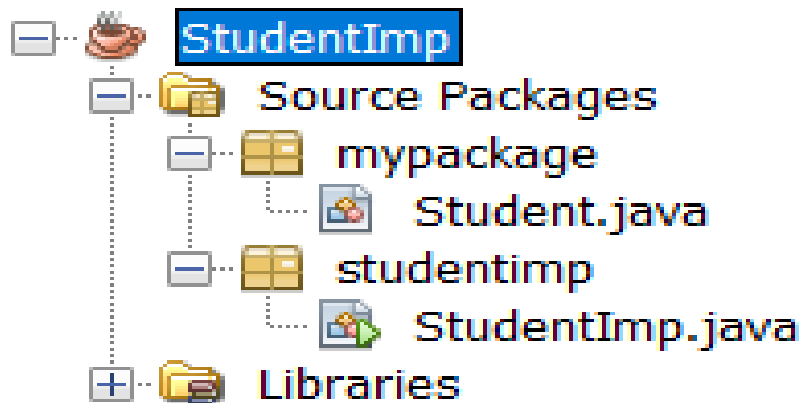 StudentImp
Source Packages
mypackage
Student.java
studentimp
StudentImp.java
Libraries